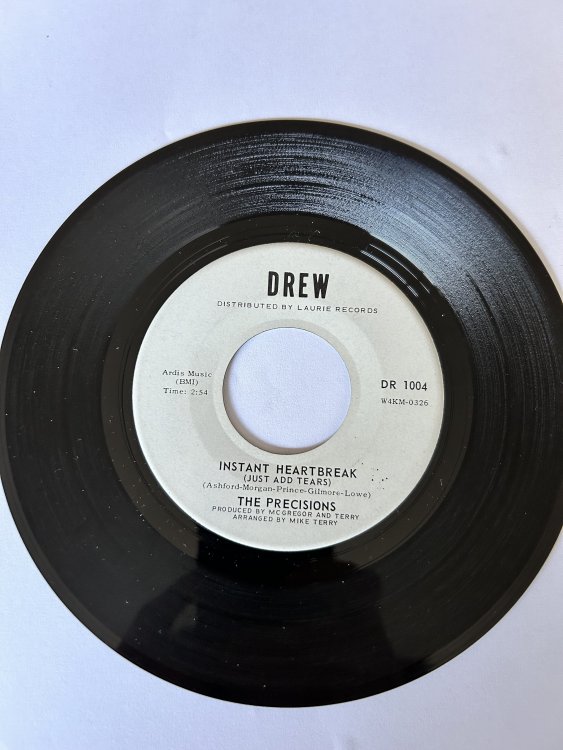 DREW
DISTRIBUTED BY LAURIE RECORDS
Ardis Music
(BMI)
Time: 2:54
DR 1004
W4KM-0326
INSTANT HEARTBREAK
(JUST ADD TEARS)
(Ashford-Morgan-Prince-Gilmore-Lowe)
THE PRECISIONS
PRODUCED BY MCGREGOR AND TERRY
ARRANGED BY MIKE TERRY